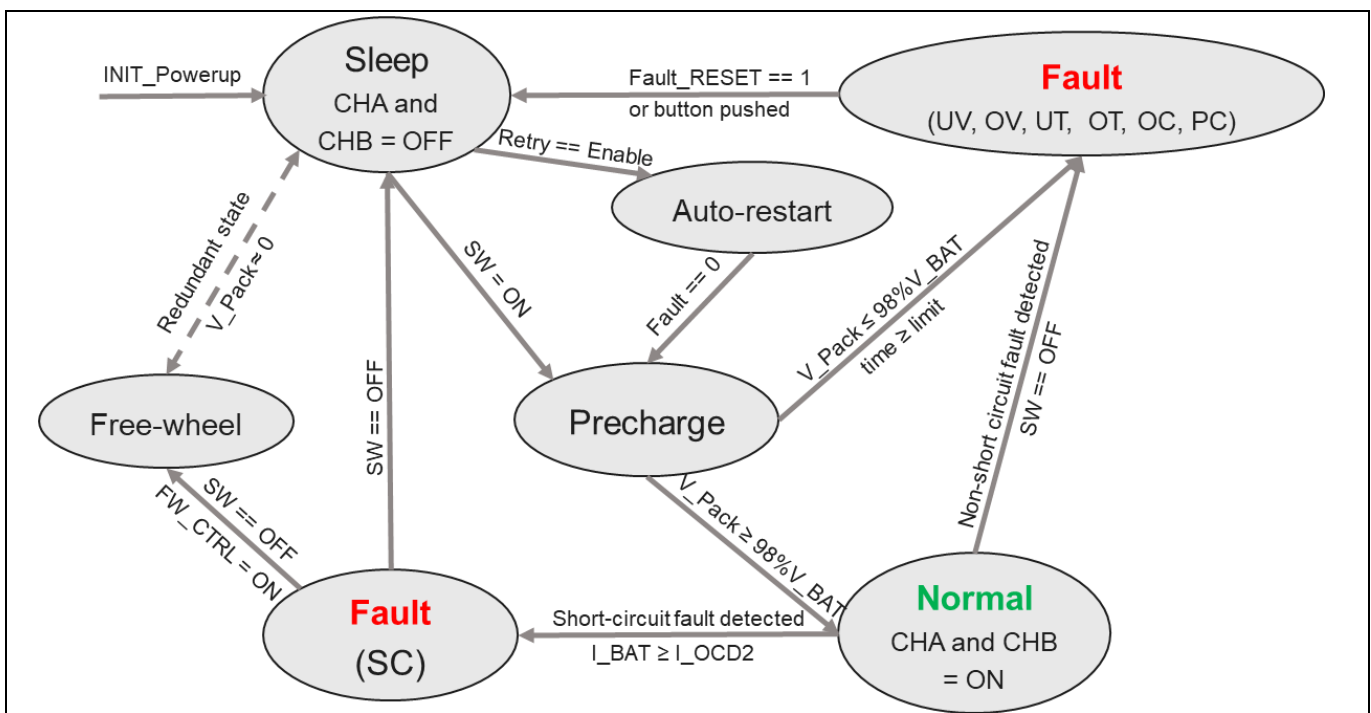 INIT_Powerup
Sleep
CHA and
CHB = OFF
Fault_RESET == 1
or button pushed
Fault
(UV, OV, UT, OT, OC, PC)
Retry == Enable
Auto-restart
Redundant state
V_Pack≈ 0
SW = ON
Fault == 0
SW == OFF
V_Pack ≤ 98%V_BAT
time ≥ limit
Non-short circuit fault detected
SW == OFF
Free-wheel
Precharge
SW == OFF
FW_CTRL = ON
V_Pack ≥ 98%V_BAT
Fault
(SC)
Short-circuit fault detected
I_BAT ≥ I_OCD2
Normal
CHA and CHB
= ON